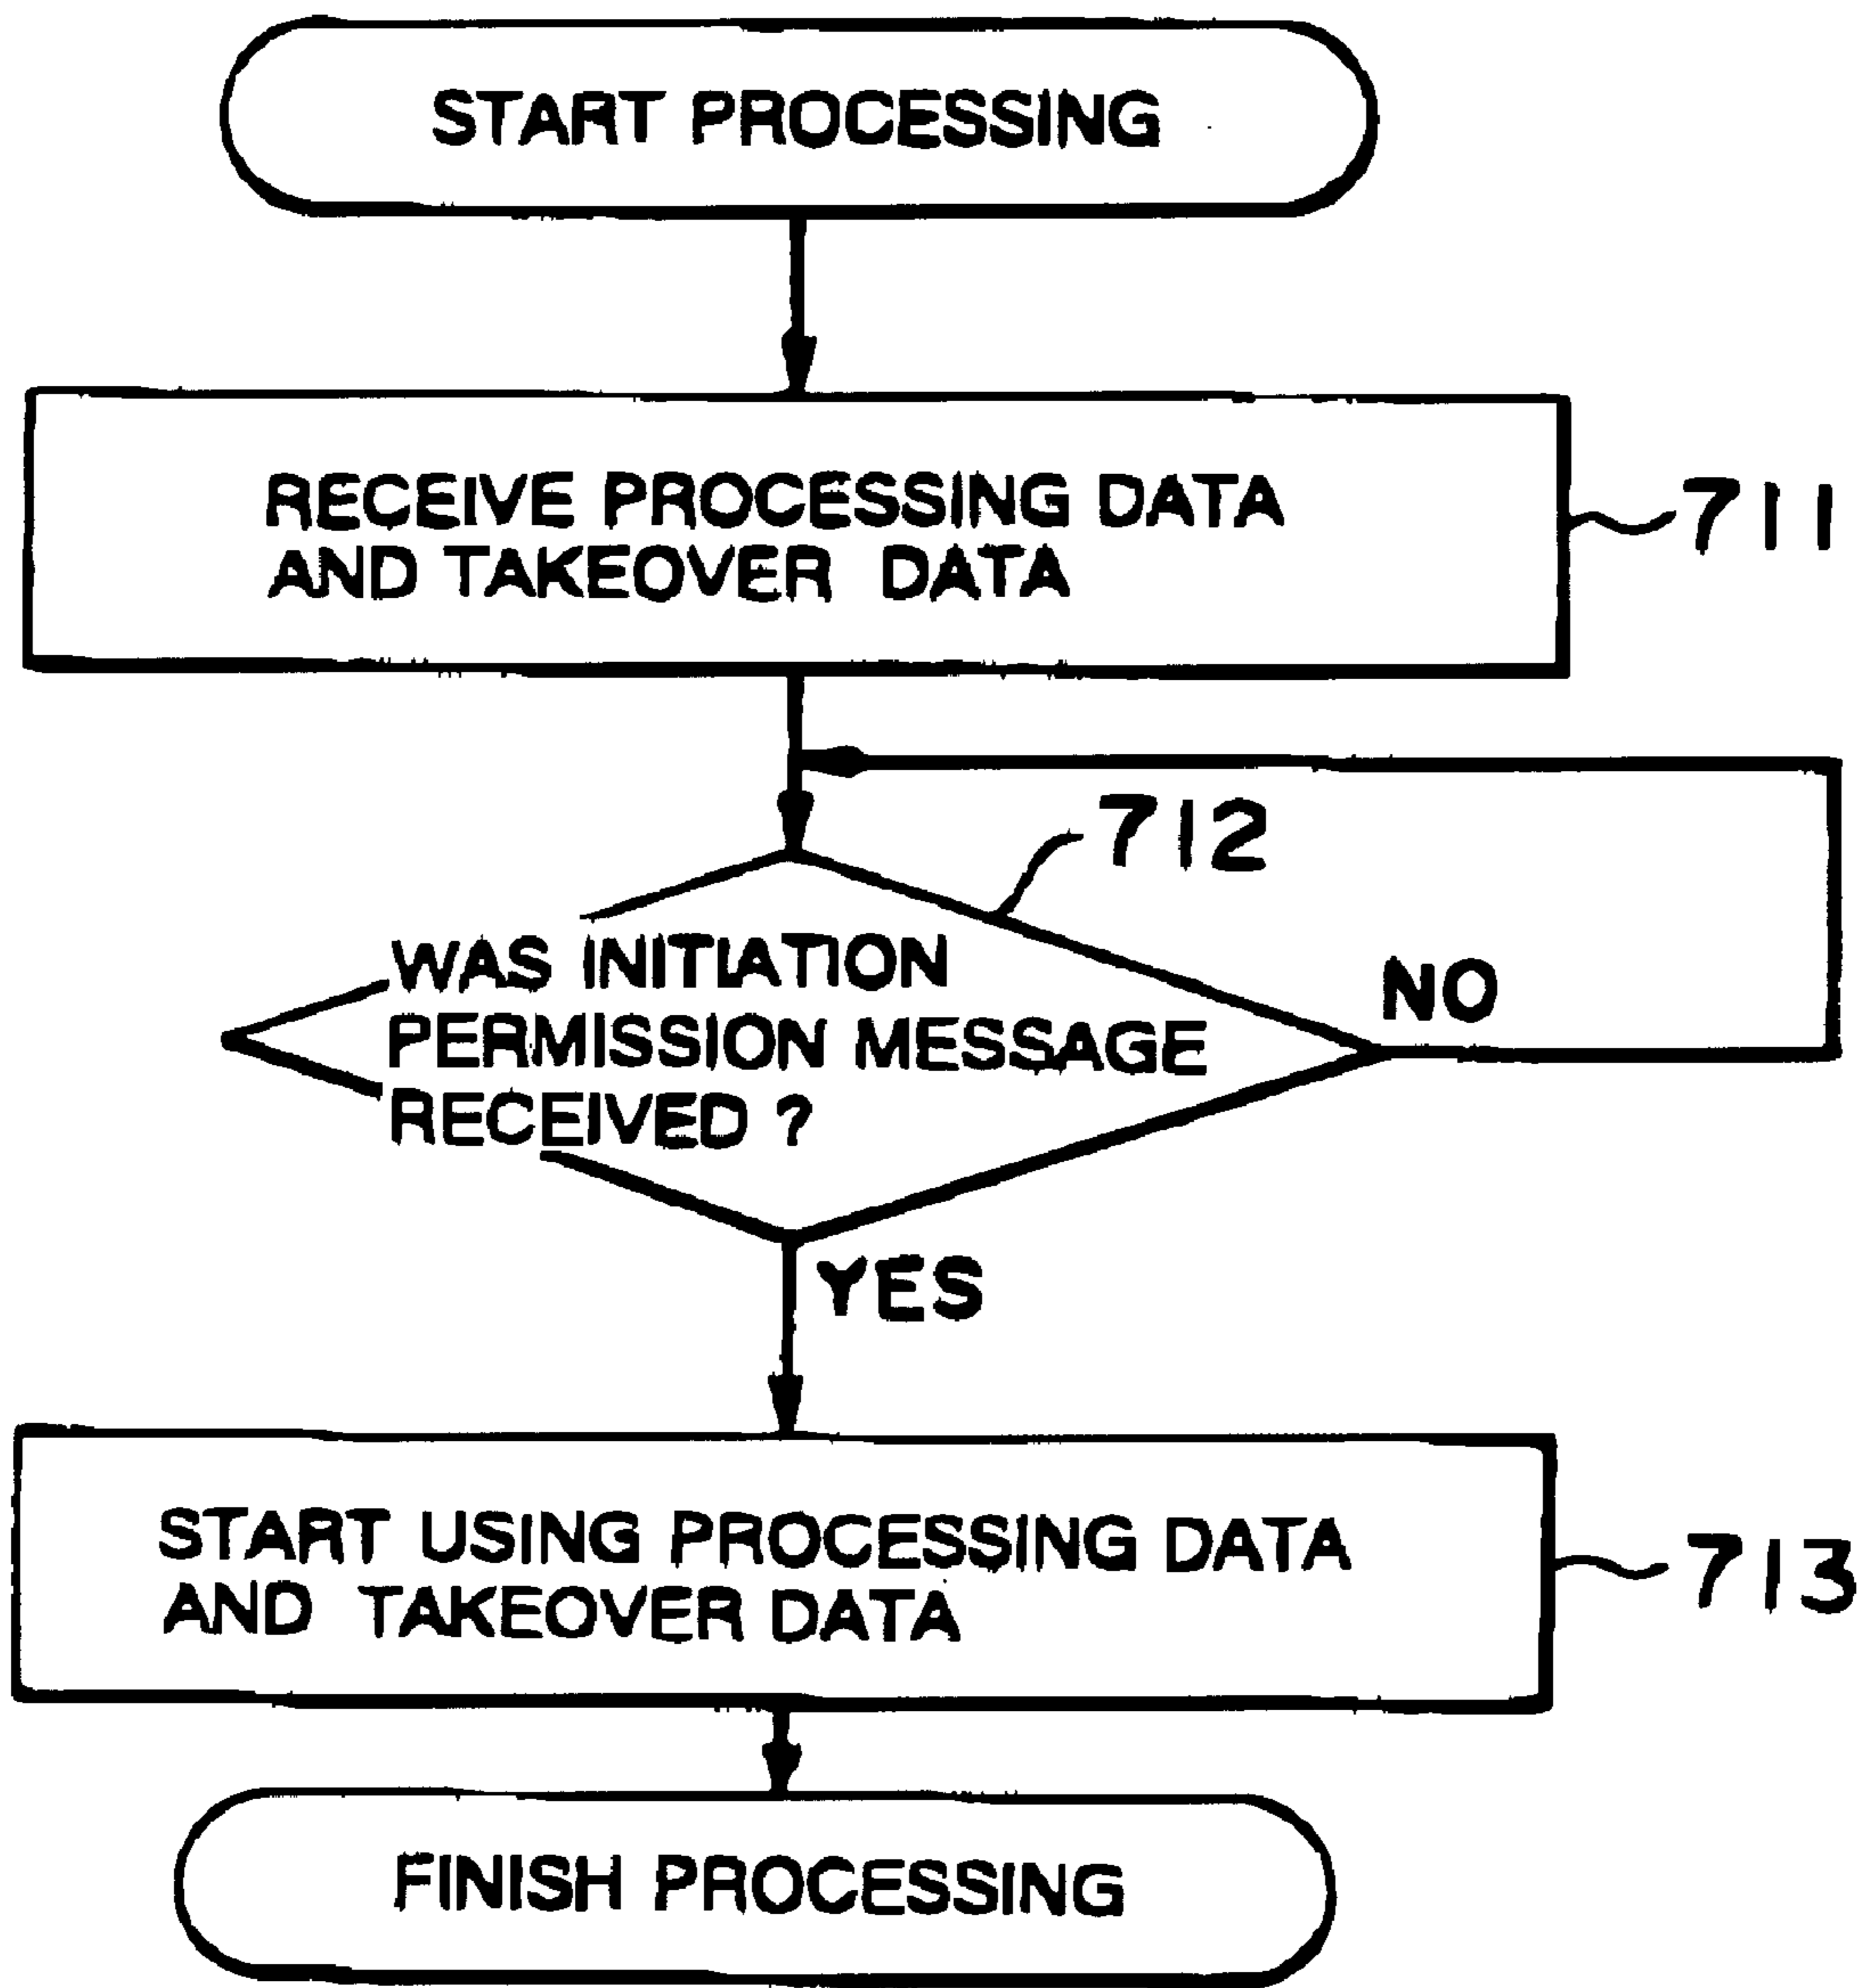 START PROCESSING
RECEIVE PROCESSING DATA
AND TAKEOVER DATA
711
712
WAS INITIATION
PERMISSION MESSAGE
RECEIVED ?
NO
YES
START USING PROCESSING DATA
AND TAKEOVER DATA
713
FINISH PROCESSING